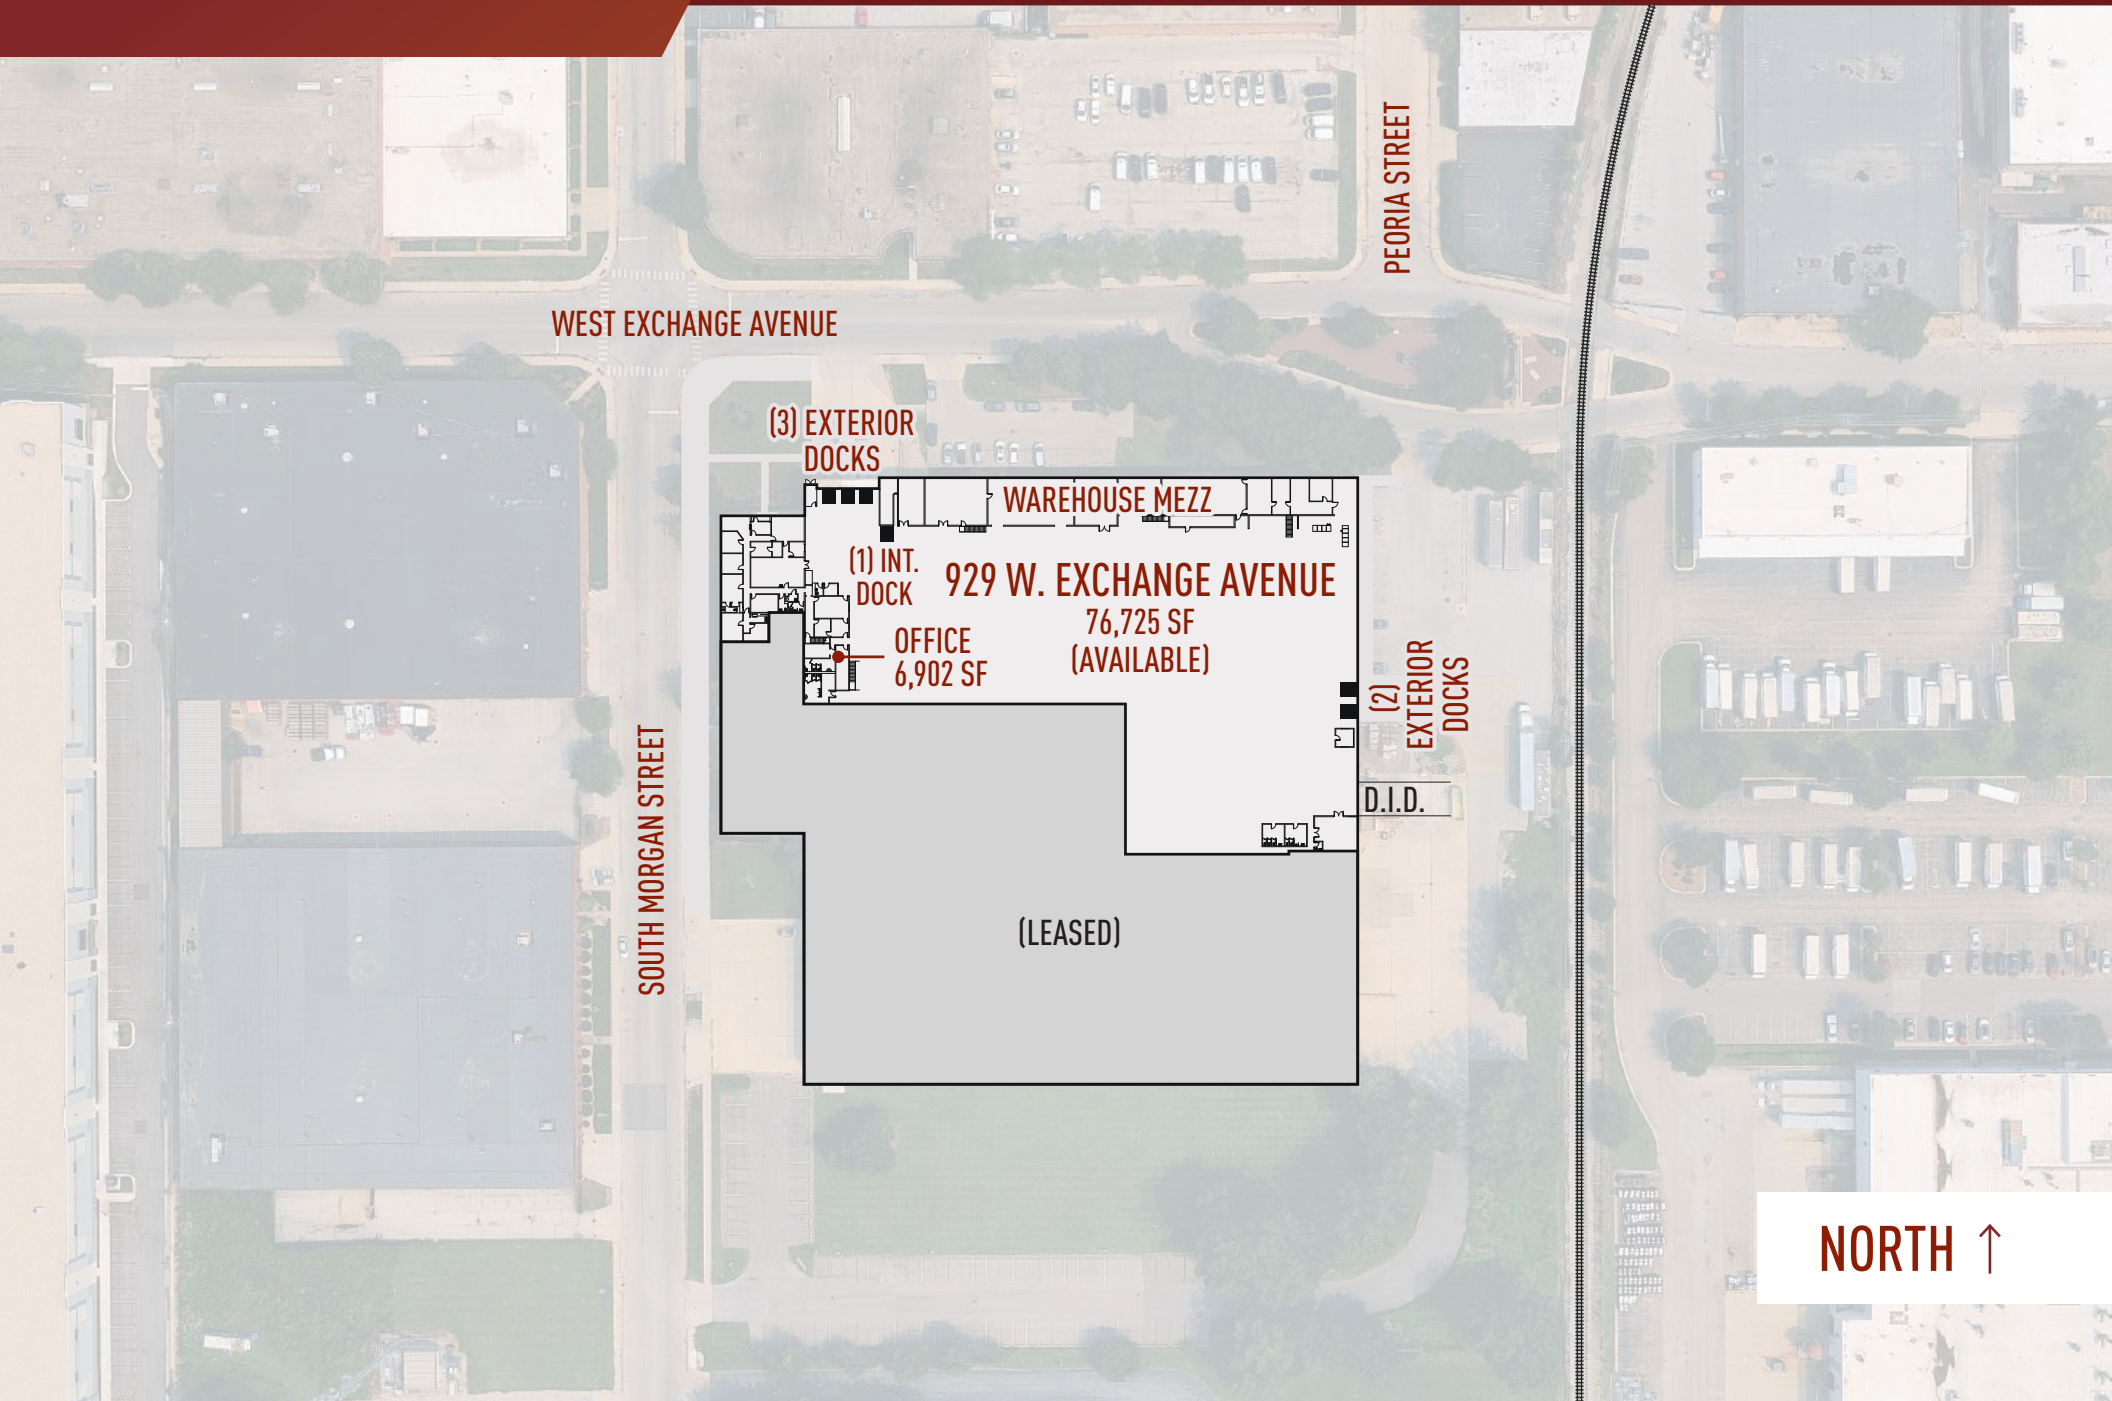 PEORIA STREET
WEST EXCHANGE AVENUE
(3) EXTERIOR
DOCKS
WAREHOUSE MEZZ
(1) INT.
DOCK
929 W. EXCHANGE AVENUE
76,725 SF
(AVAILABLE)
OFFICE
6,902 SF
(2)
EXTERIOR
DOCKS
D.I.D.
SOUTH MORGAN STREET
(LEASED)
NORTH ↑